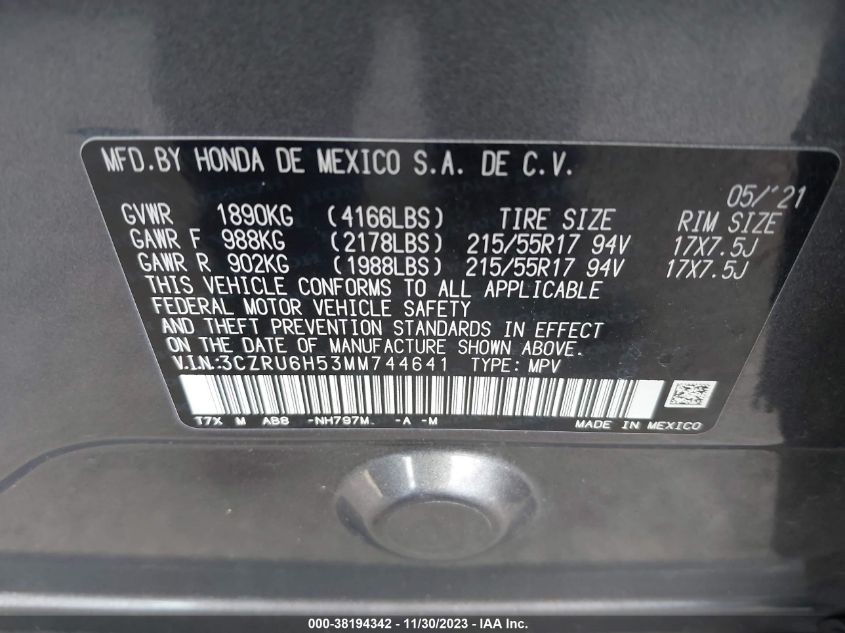 MFD.BY HONDA DE MEXICO S.A. DE C.V.
05/'21
GVWR 1890KG (4166LBS) TIRE SIZE RIM SIZE
GAWR F 988KG (2178LBS) 215/55R17 94V 17X7.5J
GAWR R 902KG (1988LBS) 215/55R17 94V 17X7.5J
THIS VEHICLE CONFORMS TO ALL APPLICABLE
FEDERAL MOTOR VEHICLE SAFETY
AND THEFT PREVENTION STANDARDS IN EFFECT
ON THE DATE OF MANUFACTURE SHOWN ABOVE.
V.I.N.:3CZRU6H53MM744641 TYPE: MPV
T7X M AB8 -NH797M. -A -M
MADE IN MEXICO
000-38194342 - 11/30/2023 - IAA Inc.